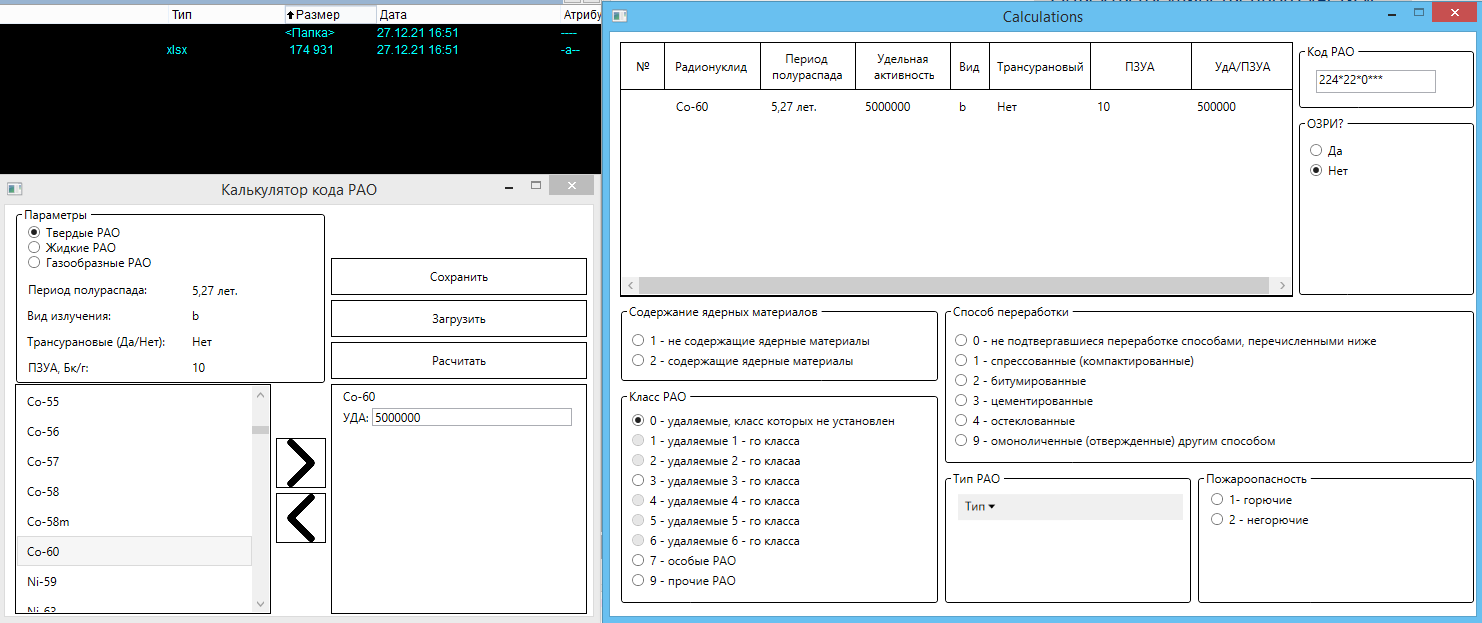 Тип Размер Дата Атрибу
<Папка> 27.12.21 16:51 ----
xlsx 174 931 27.12.21 16:51 -a--
Калькулятор кода РАО
Параметры
Твердые РАО
Жидкие РАО
Газообразные РАО
Период полураспада: 5,27 лет.
Вид излучения: b
Трансурановые (Да/Нет): Нет
ПЗУА, Бк/г: 10
Сохранить
Загрузить
Расчитать
Co-55
Co-56
Co-57
Co-58
Co-58m
Co-60
Ni-59
Ni-63
Co-60
УДА: 5000000
Calculations
№ Радионуклид Период полураспада Удельная активность Вид Трансурановый ПЗУА УдА/ПЗУА
Co-60 5,27 лет. 5000000 b Нет 10 500000
Код РАО
224*22*0***
ОЗРИ?
Да
Нет
Содержание ядерных материалов
1 - не содержащие ядерные материалы
2 - содержащие ядерные материалы
Класс РАО
0 - удаляемые, класс которых не установлен
1 - удаляемые 1 - го класса
2 - удаляемые 2 - го класаа
3 - удаляемые 3 - го класса
4 - удаляемые 4 - го класса
5 - удаляемые 5 - го класса
6 - удаляемые 6 - го класса
7 - особые РАО
9 - прочие РАО
Способ переработки
0 - не подтвергавшиеся переработке способами, перечисленными ниже
1 - спрессованные (компактированные)
2 - битумированные
3 - цементированные
4 - остеклованные
9 - омоноличенные (отвержденные) другим способом
Тип РАО
Тип
Пожароопасность
1- горючие
2 - негорючие